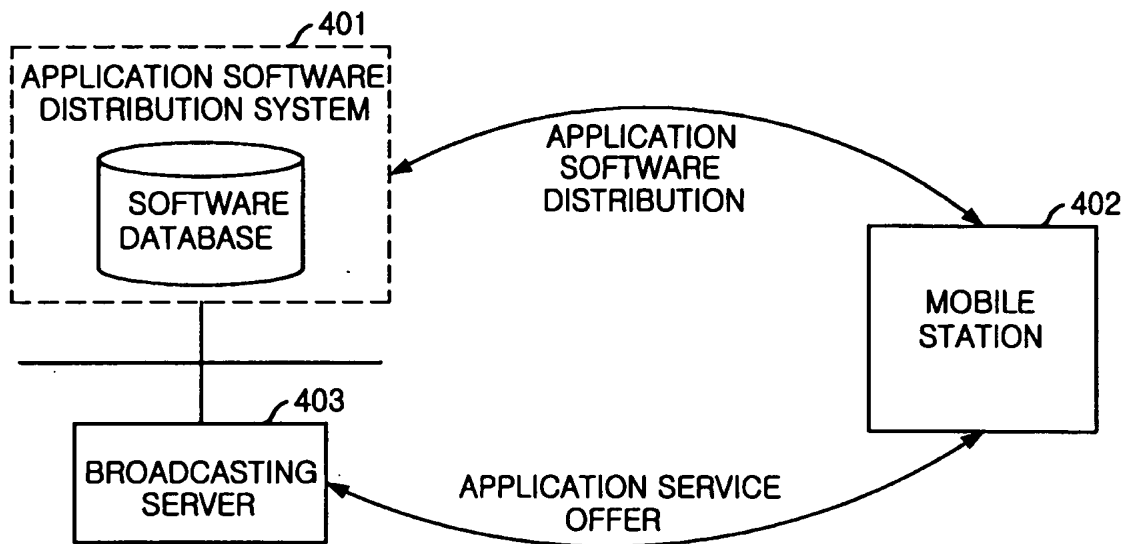 401
APPLICATION SOFTWARE
DISTRIBUTION SYSTEM
SOFTWARE
DATABASE
APPLICATION
SOFTWARE
DISTRIBUTION
402
MOBILE
STATION
403
BROADCASTING
SERVER
APPLICATION SERVICE
OFFER